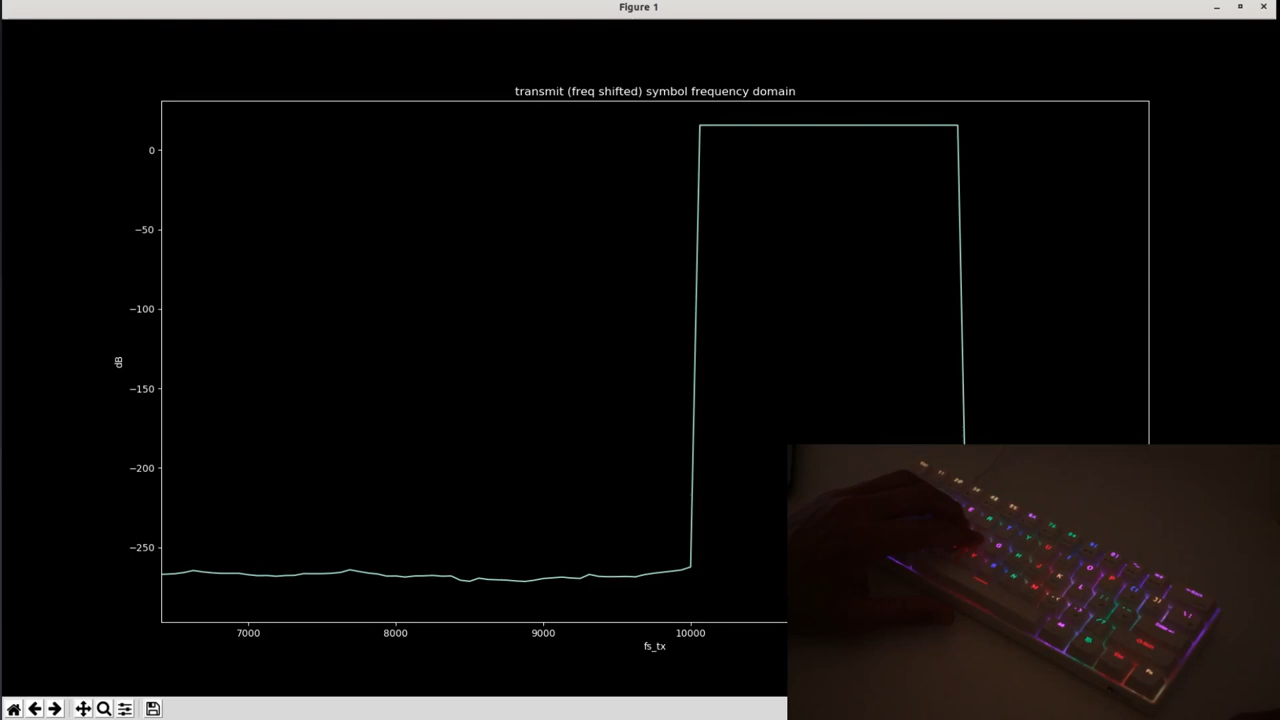 Figure 1
transmit (freq shifted) symbol frequency domain
0
−50
−100
dB
−150
−200
−250
7000
8000
9000
10000
fs_tx